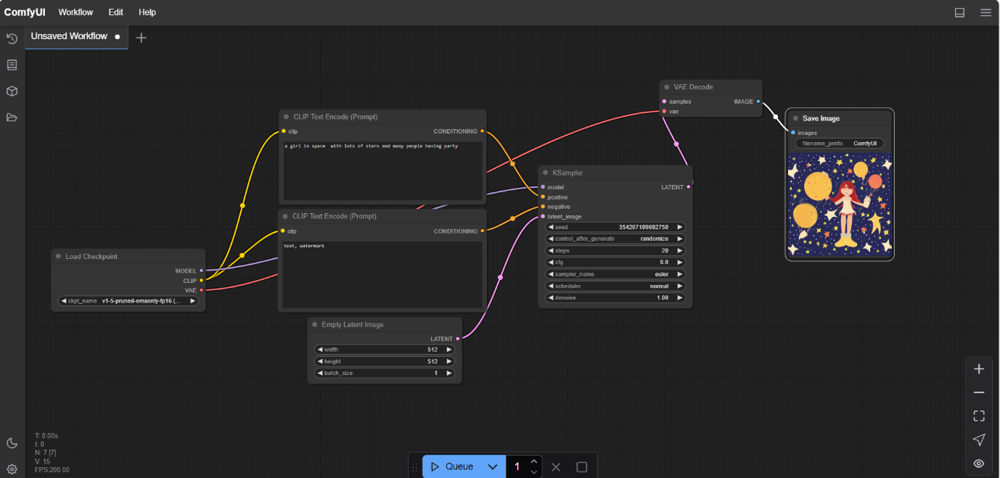 ComfyUI Workflow Edit Help
Unsaved Workflow
VAE Decode
samples IMAGE
vae
CLIP Text Encode (Prompt)
clip CONDITIONING
a girl in space  with lots of stars and many people having party
Save Image
images
filename_prefix ComfyUI
KSampler
model LATENT
positive
negative
latent_image
seed 354207109692750
control_after_generate randomize
steps 20
cfg 8.0
sampler_name euler
scheduler normal
denoise 1.00
CLIP Text Encode (Prompt)
clip CONDITIONING
text, watermark
Load Checkpoint
MODEL
CLIP
VAE
ckpt_name v1-5-pruned-emaonly-fp16 (...
Empty Latent Image
LATENT
width 512
height 512
batch_size 1
T: 0.00s
I: 0
N: 7 [7]
V: 15
FPS:200.00
Queue 1